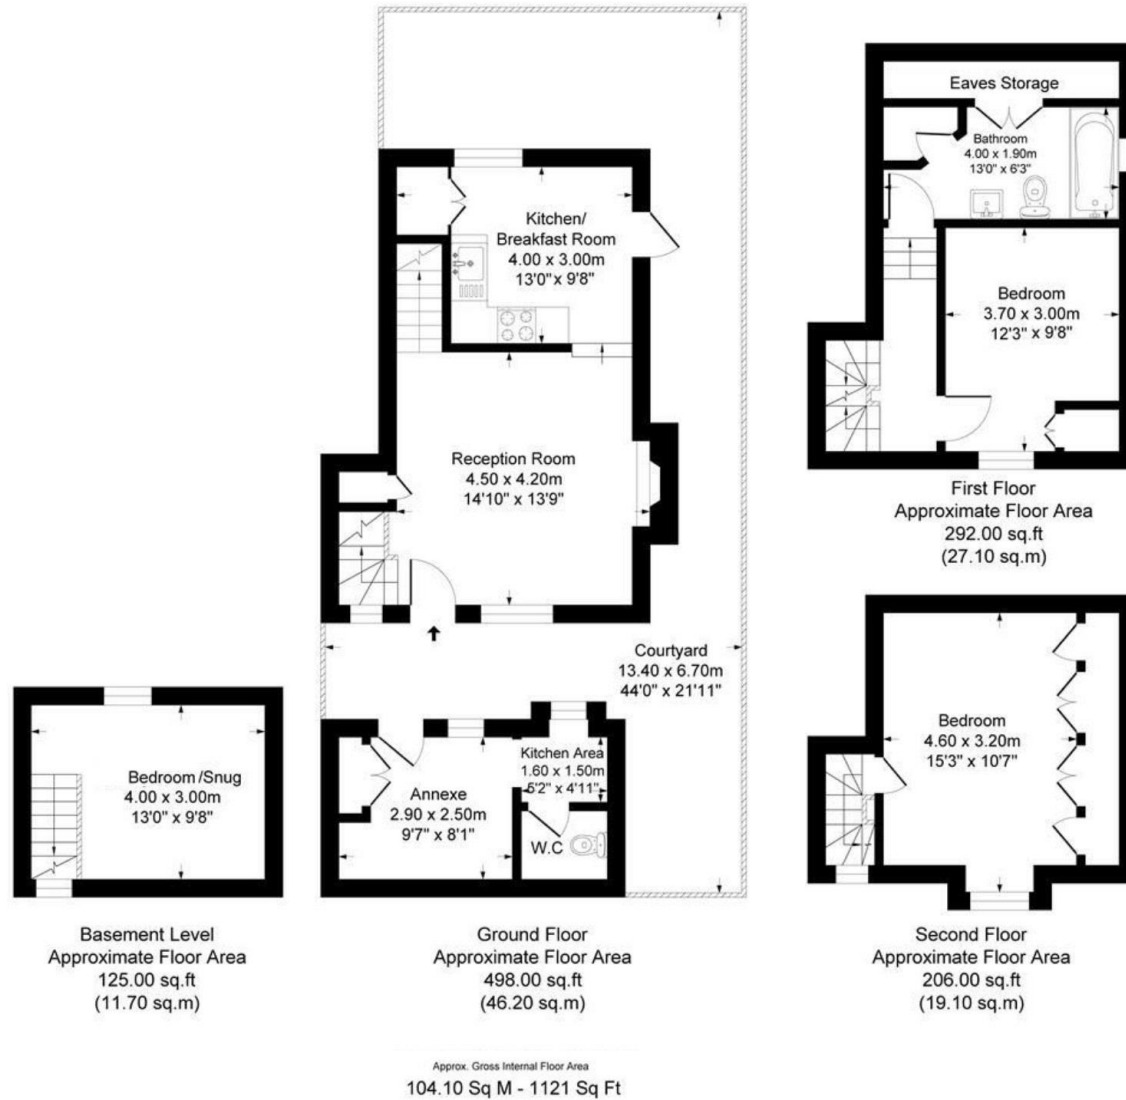 Kitchen/
Breakfast Room
4.00 x 3.00m
13'0" x 9'8"
Reception Room
4.50 x 4.20m
14'10" x 13'9"
Courtyard
13.40 x 6.70m
44'0" x 21'11"
Kitchen Area
1.60 x 1.50m
5'2" x 4'11"
Annexe
2.90 x 2.50m
9'7" x 8'1"
W.C
Ground Floor
Approximate Floor Area
498.00 sq.ft
(46.20 sq.m)
Eaves Storage
Bathroom
4.00 x 1.90m
13'0" x 6'3"
Bedroom
3.70 x 3.00m
12'3" x 9'8"
First Floor
Approximate Floor Area
292.00 sq.ft
(27.10 sq.m)
Bedroom /Snug
4.00 x 3.00m
13'0" x 9'8"
Basement Level
Approximate Floor Area
125.00 sq.ft
(11.70 sq.m)
Bedroom
4.60 x 3.20m
15'3" x 10'7"
Second Floor
Approximate Floor Area
206.00 sq.ft
(19.10 sq.m)
Approx. Gross Internal Floor Area
104.10 Sq M - 1121 Sq Ft